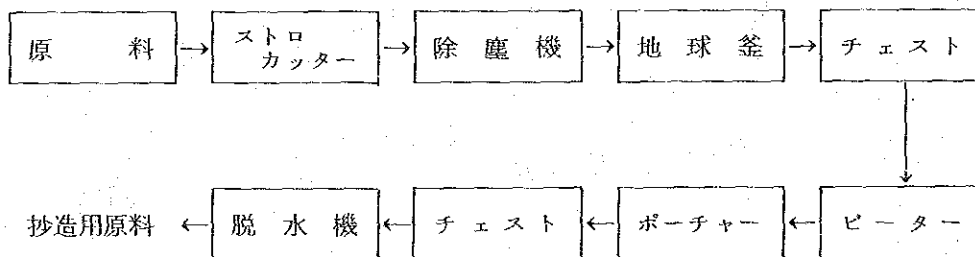 原料
ストロ
カッター
除塵機
地球釜
チェスト
ビーター
ポーチャー
チェスト
脱水機
抄造用原料